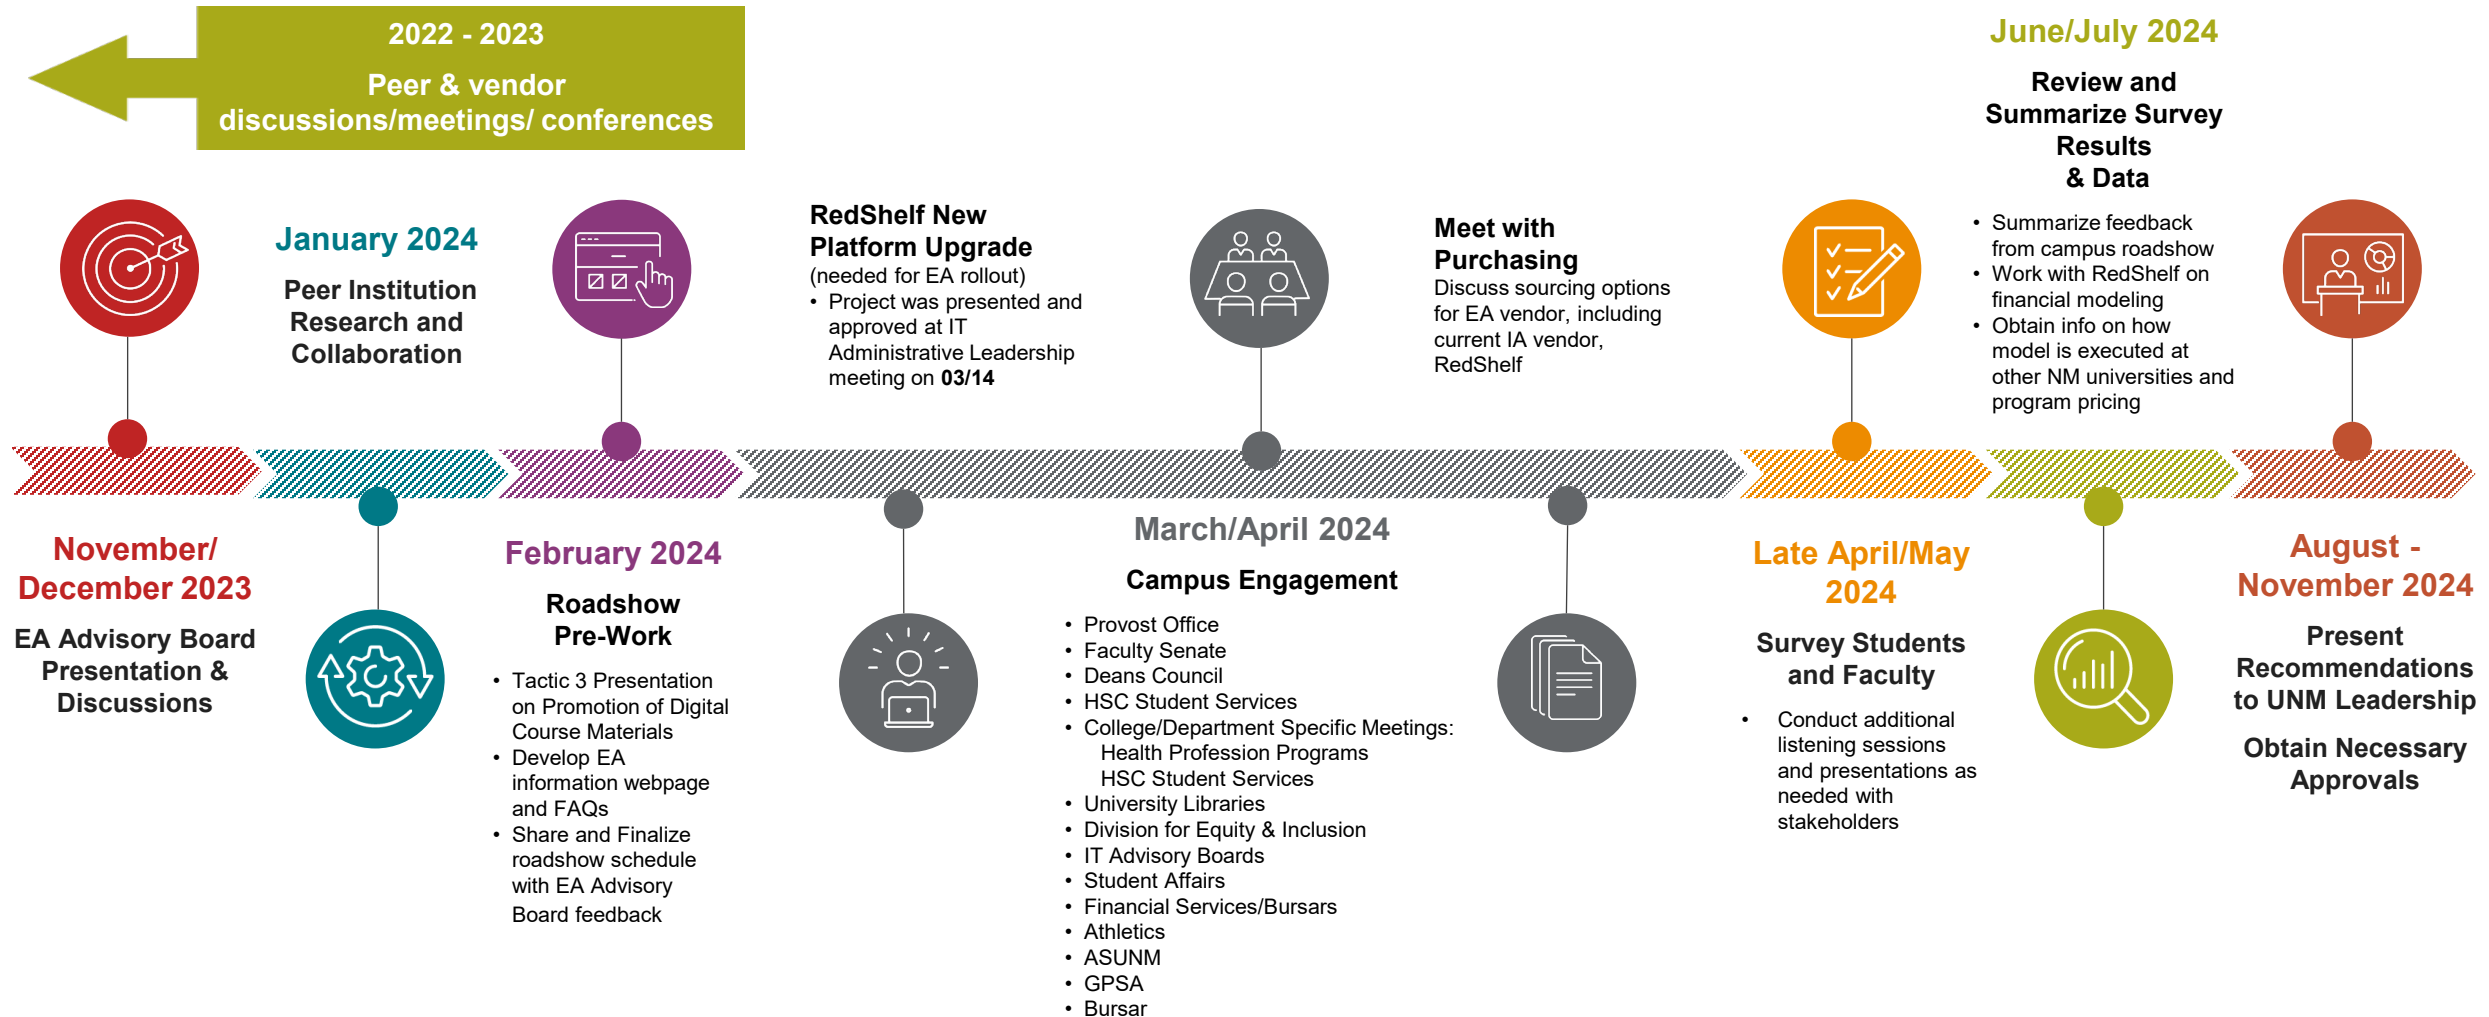 2022 - 2023
Peer & vendor
discussions/meetings/ conferences
November/
December 2023
EA Advisory Board
Presentation &
Discussions
January 2024
Peer Institution
Research and
Collaboration
February 2024
Roadshow
Pre-Work
• Tactic 3 Presentation
on Promotion of Digital
Course Materials
• Develop EA
information webpage
and FAQs
• Share and Finalize
roadshow schedule
with EA Advisory
Board feedback
RedShelf New
Platform Upgrade
(needed for EA rollout)
• Project was presented and
approved at IT
Administrative Leadership
meeting on 03/14
March/April 2024
Campus Engagement
• Provost Office
• Faculty Senate
• Deans Council
• HSC Student Services
• College/Department Specific Meetings:
Health Profession Programs
HSC Student Services
• University Libraries
• Division for Equity & Inclusion
• IT Advisory Boards
• Student Affairs
• Financial Services/Bursars
• Athletics
• ASUNM
• GPSA
• Bursar
Meet with
Purchasing
Discuss sourcing options
for EA vendor, including
current IA vendor,
RedShelf
Late April/May
2024
Survey Students
and Faculty
• Conduct additional
listening sessions
and presentations as
needed with
stakeholders
June/July 2024
Review and
Summarize Survey
Results
& Data
• Summarize feedback
from campus roadshow
• Work with RedShelf on
financial modeling
• Obtain info on how
model is executed at
other NM universities and
program pricing
August -
November 2024
Present
Recommendations
to UNM Leadership
Obtain Necessary
Approvals